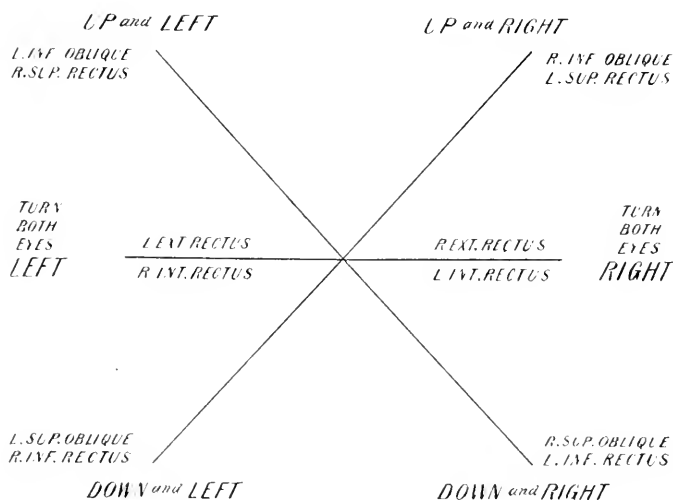 UP and LEFT
UP and RIGHT
L. INF. OBLIQUE
R. SUP. RECTUS
R. INF OBLIQUE
L. SUP. RECTUS
TURN
BOTH
EYES
LEFT
L EXT. RECTUS
R INT. RECTUS
R EXT. RECTUS
L INT. RECTUS
TURN
BOTH
EYES
RIGHT
L. SUP. OBLIQUE
R. INF. RECTUS
R. SUP. OBLIQUE
L. INF. RECTUS
DOWN and LEFT
DOWN and RIGHT